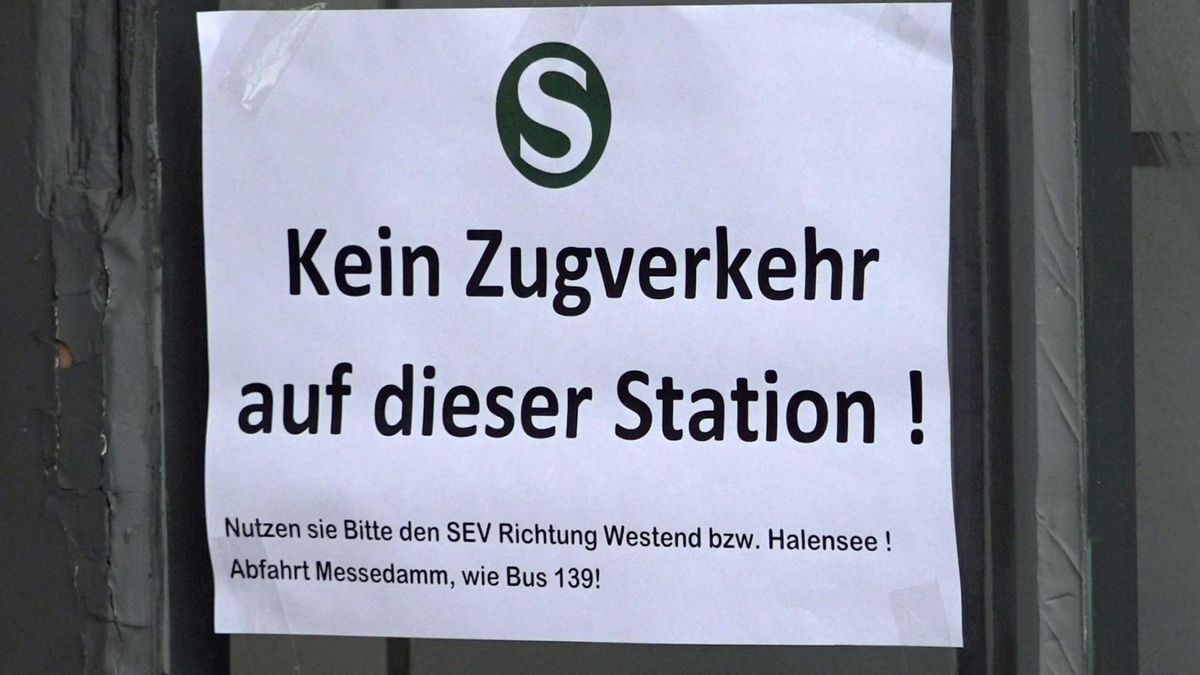 S
Kein Zugverkehr
auf dieser Station !
Nutzen sie Bitte den SEV Richtung Westend bzw. Halensee !
Abfahrt Messedamm, wie Bus 139!